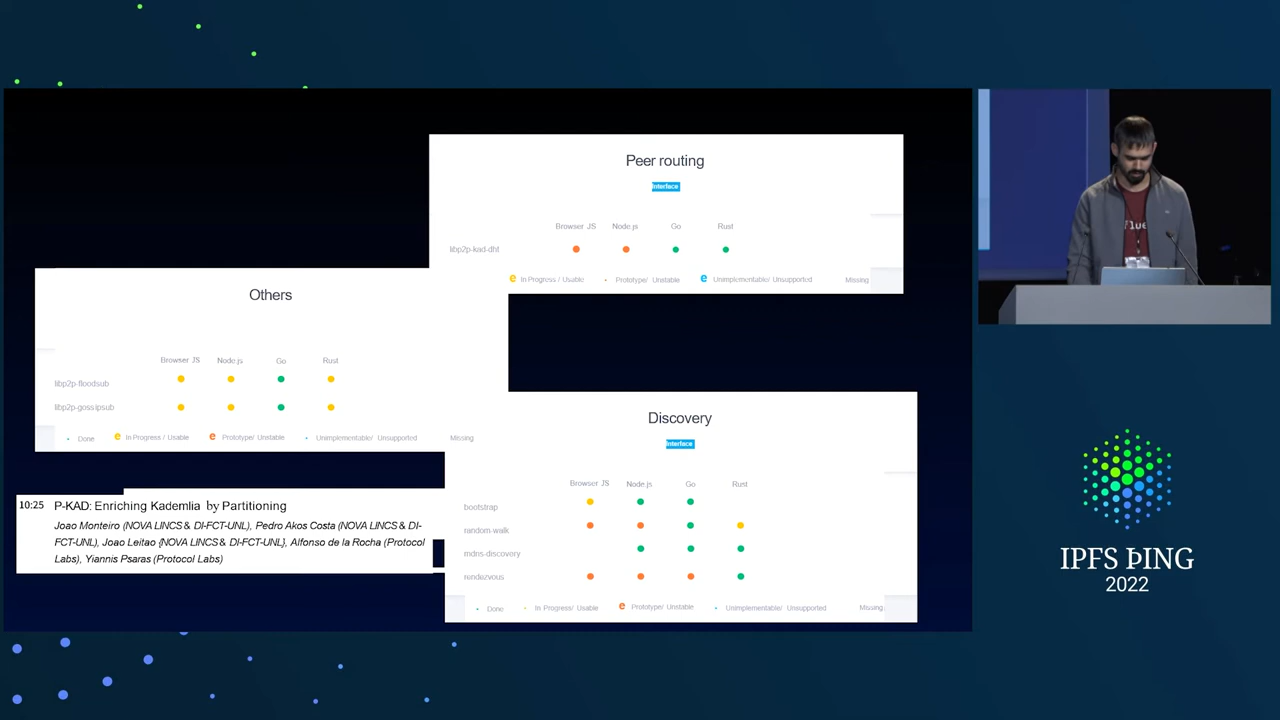 Peer routing
Interface
Browser JS Node.js Go Rust
libp2p-kad-dht
e In Progress / Usable Prototype/ Unstable e Unimplementable/ Unsupported Missing
Others
Browser JS Node.js Go Rust
libp2p-floodsub
libp2p-gossipsub
Done e In Progress / Usable e Prototype/ Unstable Unimplementable/ Unsupported Missing
10:25 P-KAD: Enriching Kademlia by Partitioning
Joao Monteiro (NOVA LINCS & DI-FCT-UNL), Pedro Akos Costa (NOVA LINCS & DI-
FCT-UNL), Joao Leitao {NOVA LINCS & DI-FCT-UNL}, Alfonso de la Rocha (Protocol
Labs), Yiannis Psaras (Protocol Labs)
Discovery
Interface
Browser JS Node.js Go Rust
bootstrap
random-walk
mdns-discovery
rendezvous
Done In Progress/ Usable e Prototype/ Unstable Unimplementable/ Unsupported Missing
IPFS ÞING
2022